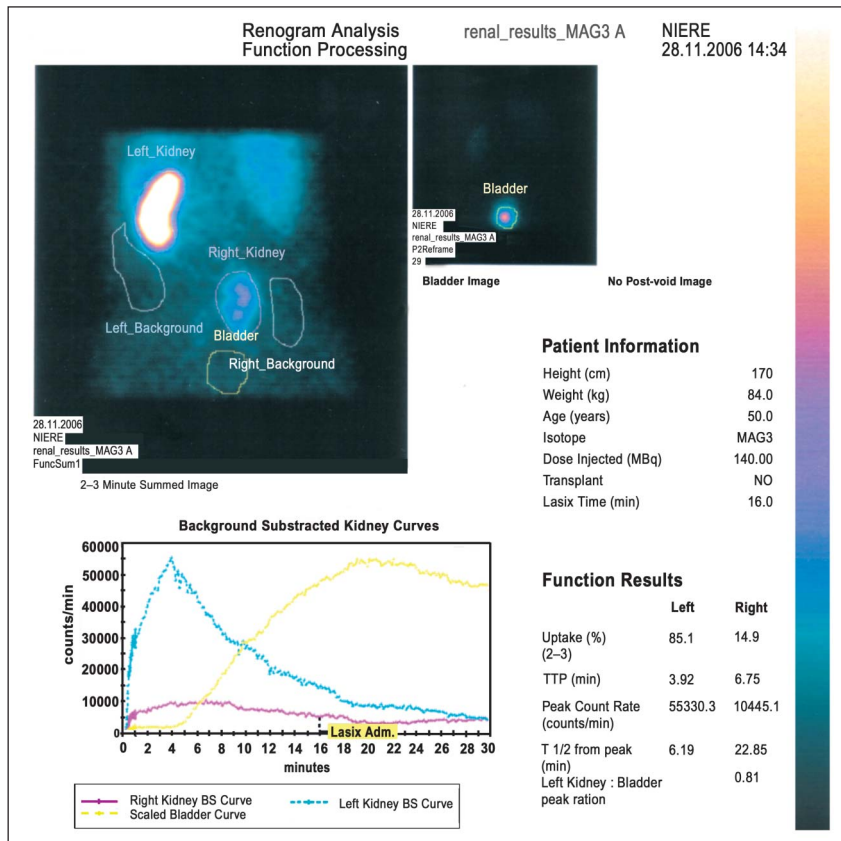 Renogram Analysis
Function Processing
renal_results_MAG3 A
NIERE
28.11.2006 14:34
Left_Kidney
Right_Kidney
Left_Background
Bladder
Right_Background
28.11.2006
NIERE
renal_results_MAG3 A
FuncSum1
2–3 Minute Summed Image
Bladder
28.11.2006
NIERE
renal_results_MAG3 A
P2Reframe
29
Bladder Image
No Post-void Image
Patient Information
Height (cm) 170
Weight (kg) 84.0
Age (years) 50.0
Isotope MAG3
Dose Injected (MBq) 140.00
Transplant NO
Lasix Time (min) 16.0
Background Substracted Kidney Curves
counts/min
60000
50000
40000
30000
20000
10000
0
0 2 4 6 8 10 12 14 16 18 20 22 24 26 28 30
Lasix Adm.
minutes
Right Kidney BS Curve
Left Kidney BS Curve
Scaled Bladder Curve
Function Results
Left Right
Uptake (%) 85.1 14.9
(2–3)
TTP (min) 3.92 6.75
Peak Count Rate 55330.3 10445.1
(counts/min)
T 1/2 from peak 6.19 22.85
(min)
Left Kidney : Bladder 0.81
peak ration